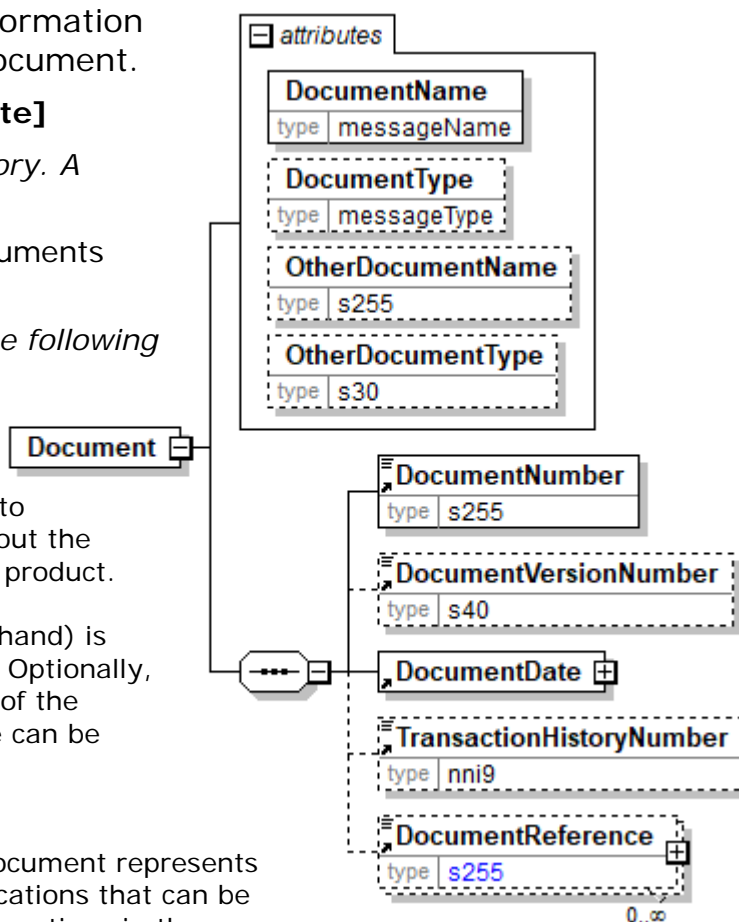 ormation
ocument.
te]
ory. A
uments
e following
to
out the
product.
hand) is
Optionally,
of the
e can be
ocument represents
cations that can be
attributes
DocumentName
type messageName
DocumentType
type messageType
OtherDocumentName
type s255
OtherDocumentType
type s30
Document
DocumentNumber
type s255
DocumentVersionNumber
type s40
DocumentDate
TransactionHistoryNumber
type nni9
DocumentReference
type s255
0..∞